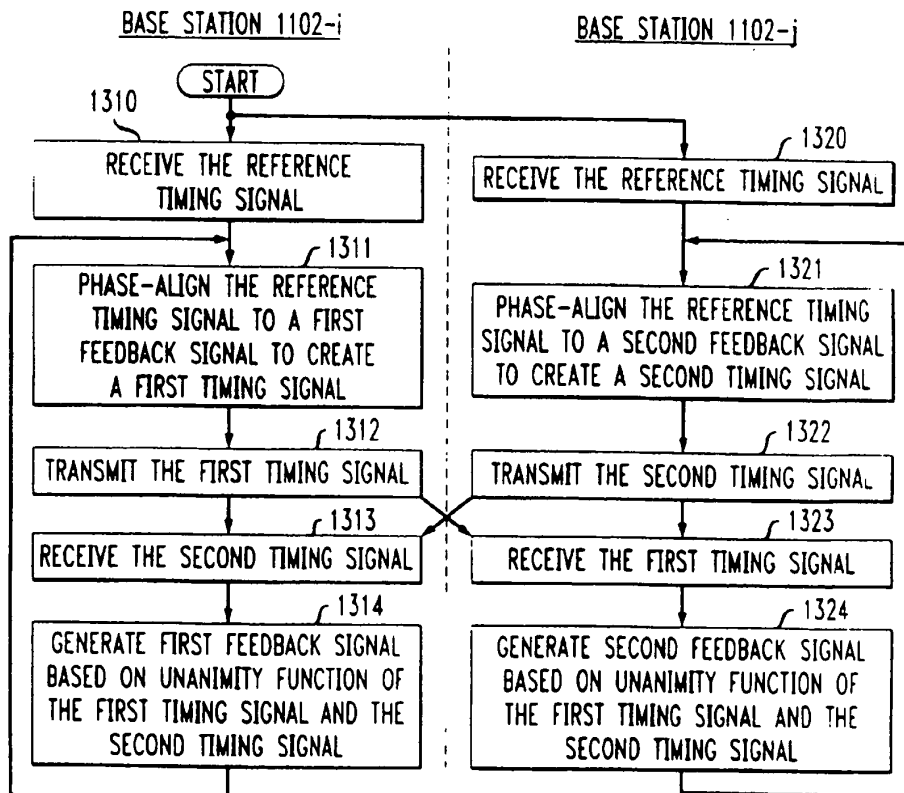 BASE STATION 1102-i
BASE STATION 1102-j
START
1310
RECEIVE THE REFERENCE
TIMING SIGNAL
1320
RECEIVE THE REFERENCE TIMING SIGNAL
1311
PHASE-ALIGN THE REFERENCE
TIMING SIGNAL TO A FIRST
FEEDBACK SIGNAL TO CREATE
A FIRST TIMING SIGNAL
1321
PHASE-ALIGN THE REFERENCE TIMING
SIGNAL TO A SECOND FEEDBACK SIGNAL
TO CREATE A SECOND TIMING SIGNAL
1312
TRANSMIT THE FIRST TIMING SIGNAL
1322
TRANSMIT THE SECOND TIMING SIGNAL
1313
RECEIVE THE SECOND TIMING SIGNAL
1323
RECEIVE THE FIRST TIMING SIGNAL
1314
GENERATE FIRST FEEDBACK SIGNAL
BASED ON UNANIMITY FUNCTION OF
THE FIRST TIMING SIGNAL AND THE
SECOND TIMING SIGNAL
1324
GENERATE SECOND FEEDBACK SIGNAL
BASED ON UNANIMITY FUNCTION OF
THE FIRST TIMING SIGNAL AND THE
SECOND TIMING SIGNAL